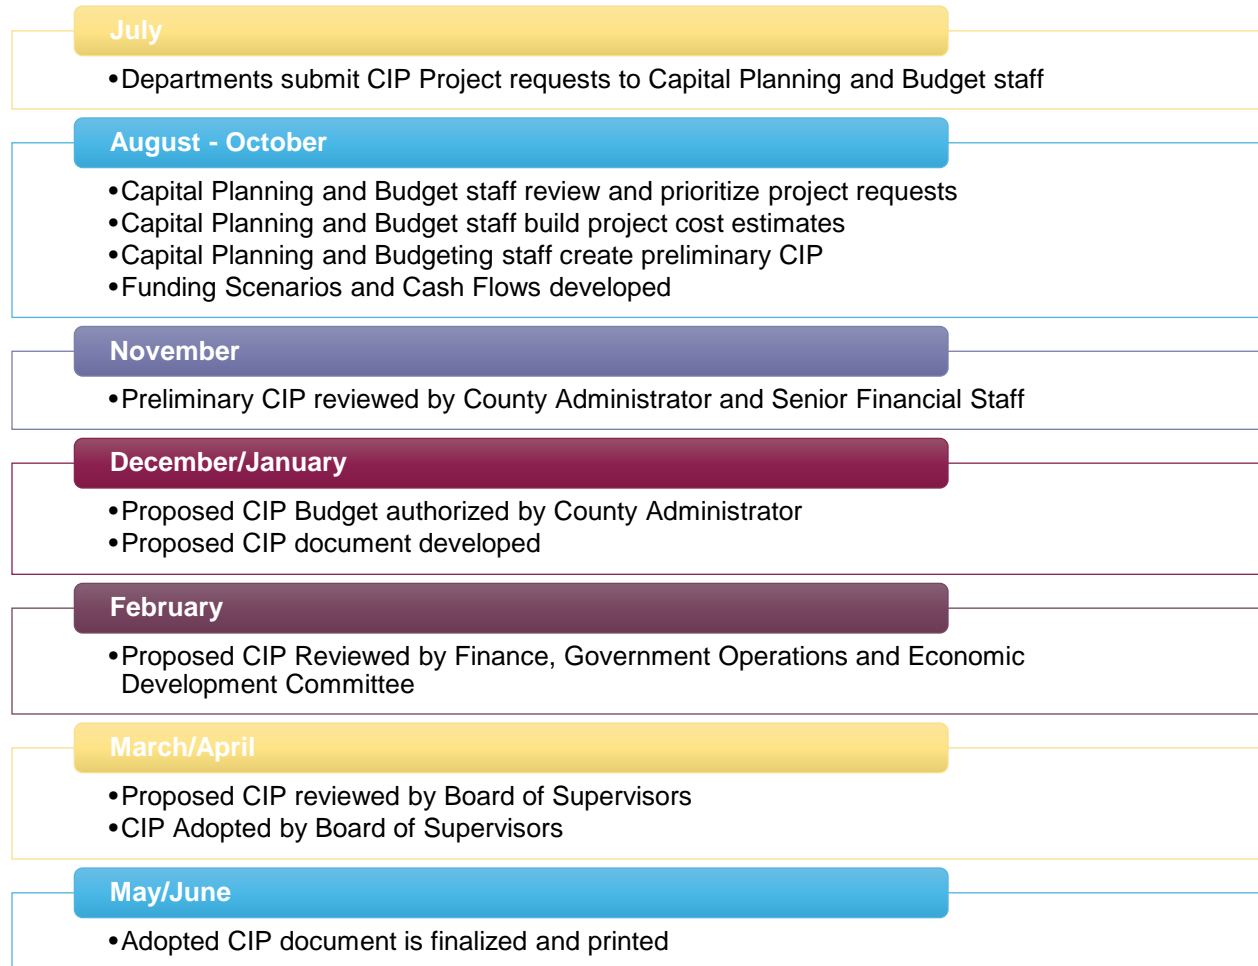 July
•Departments submit CIP Project requests to Capital Planning and Budget staff
August - October
•Capital Planning and Budget staff review and prioritize project requests
•Capital Planning and Budget staff build project cost estimates
•Capital Planning and Budgeting staff create preliminary CIP
•Funding Scenarios and Cash Flows developed
November
•Preliminary CIP reviewed by County Administrator and Senior Financial Staff
December/January
•Proposed CIP Budget authorized by County Administrator
•Proposed CIP document developed
February
•Proposed CIP Reviewed by Finance, Government Operations and Economic
Development Committee
March/April
•Proposed CIP reviewed by Board of Supervisors
•CIP Adopted by Board of Supervisors
May/June
•Adopted CIP document is finalized and printed